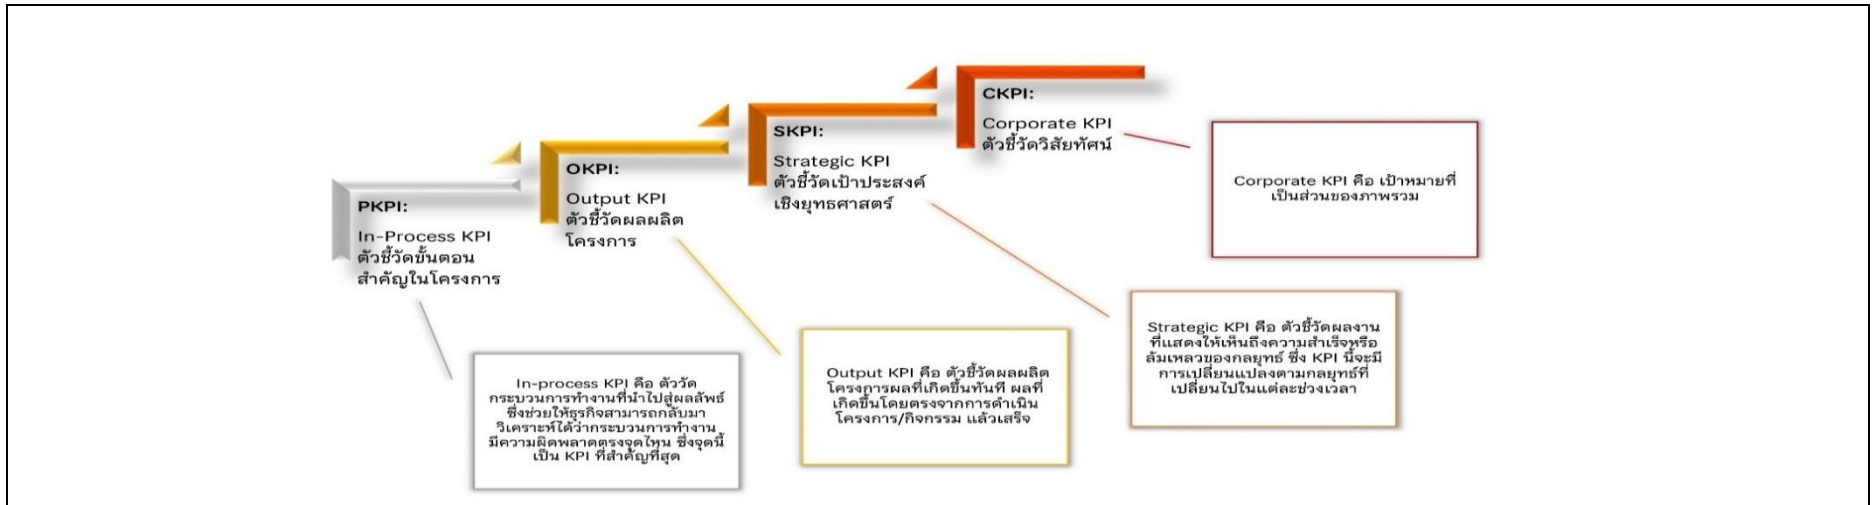 PKPI:
In-Process KPI
ตัวชี้วัดขั้นตอน
สำคัญในโครงการ
OKPI:
Output KPI
ตัวชี้วัดผลผลิต
โครงการ
SKPI:
Strategic KPI
ตัวชี้วัดเป้าประสงค์
เชิงยุทธศาสตร์
CKPI:
Corporate KPI
ตัวชี้วัดวิสัยทัศน์
In-process KPI คือ ตัววัด
กระบวนการทำงานที่นำไปสู่ผลลัพธ์
ซึ่งช่วยให้ธุรกิจสามารถกลับมา
วิเคราะห์ได้ว่ากระบวนการทำงาน
มีความผิดพลาดตรงจุดไหน ซึ่งจุดนี้
เป็น KPI ที่สำคัญที่สุด
Output KPI คือ ตัวชี้วัดผลผลิต
โครงการผลที่เกิดขึ้นทันที ผลที่
เกิดขึ้นโดยตรงจากการดำเนิน
โครงการ/กิจกรรม แล้วเสร็จ
Strategic KPI คือ ตัวชี้วัดผลงาน
ที่แสดงให้เห็นถึงความสำเร็จหรือ
ล้มเหลวของกลยุทธ์ ซึ่ง KPI นี้จะมี
การเปลี่ยนแปลงตามกลยุทธ์ที่
เปลี่ยนไปในแต่ละช่วงเวลา
Corporate KPI คือ เป้าหมายที่
เป็นส่วนของภาพรวม